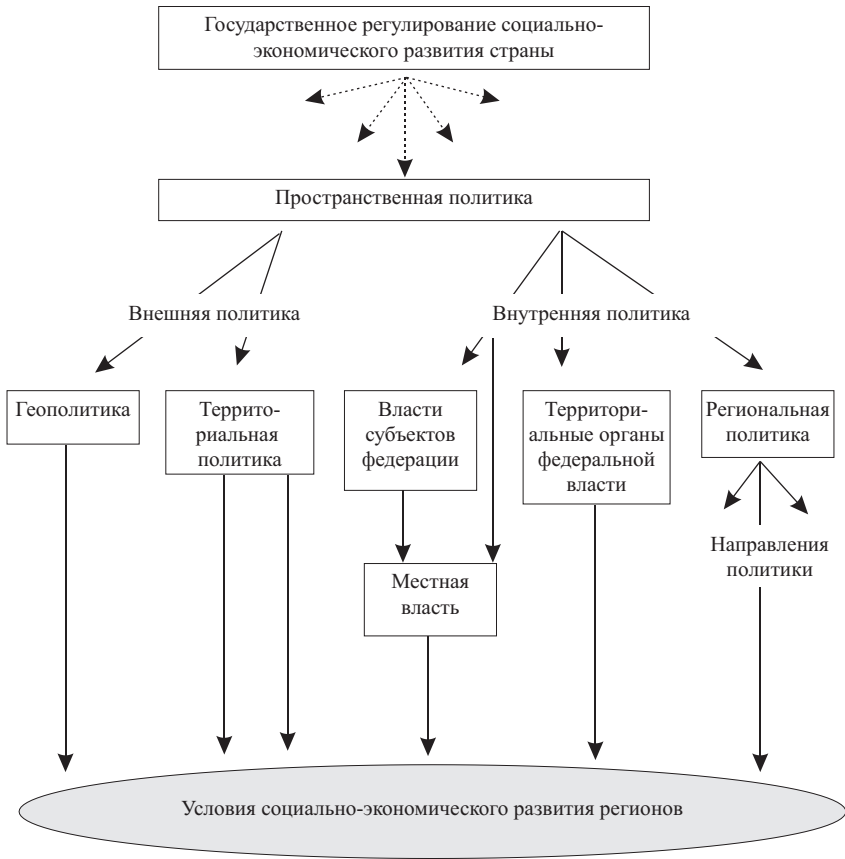 Государственное регулирование социально-
экономического развития страны
Пространственная политика
Внешняя политика
Внутренняя политика
Геополитика
Террито-
риальная
политика
Власти
субъектов
федерации
Территори-
альные органы
федеральной
власти
Региональная
политика
Направления
политики
Местная
власть
Условия социально-экономического развития регионов